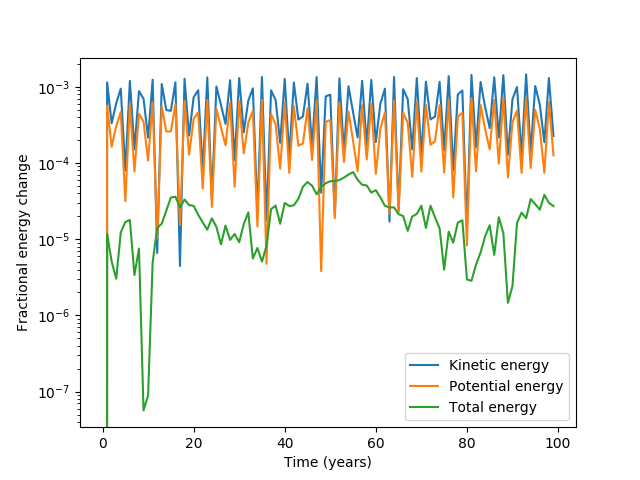 10⁻³
10⁻⁴
10⁻⁵
10⁻⁶
10⁻⁷
Fractional energy change
Kinetic energy
Potential energy
Total energy
0 20 40 60 80 100
Time (years)